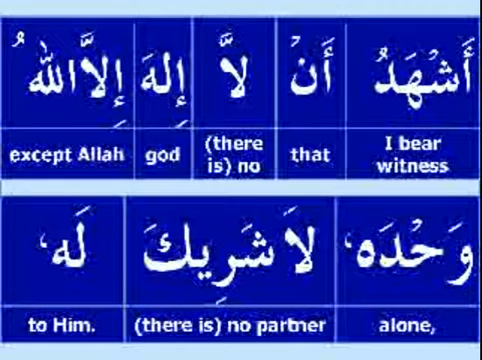 أَشْهَدُ أَنْ لاَّ إِلهَ إِلاَّاللهُ
I bear witness that (there is) no god except Allah
وَحْدَه، لاَ شَرِيكَ لَه،
alone, (there is) no partner to Him.